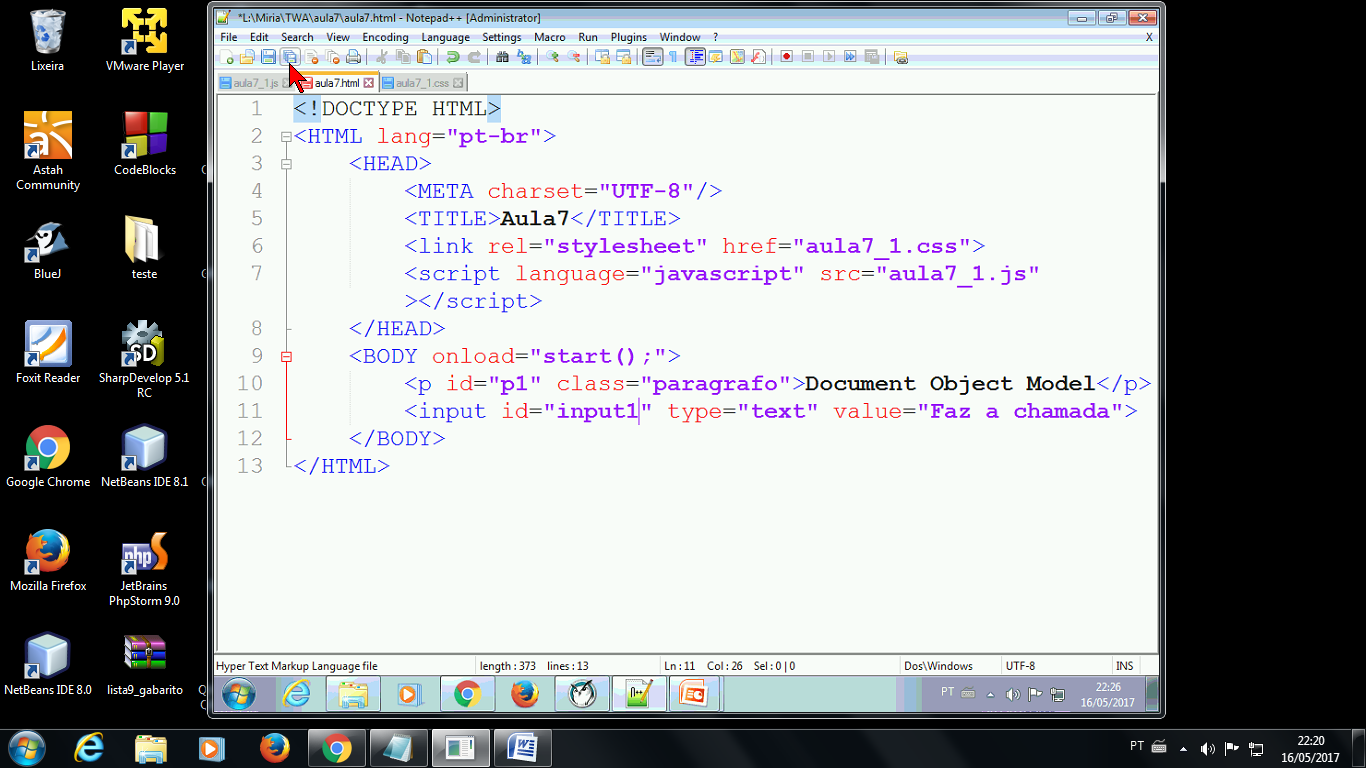 Lixeira
VMware Player
Astah
Community
CodeBlocks
BlueJ
teste
Foxit Reader
SharpDevelop 5.1
RC
Google Chrome
NetBeans IDE 8.1
Mozilla Firefox
JetBrains
PhpStorm 9.0
NetBeans IDE 8.0
lista9_gabarito
*L:\Miria\TWA\aula7\aula7.html - Notepad++ [Administrator]
File Edit Search View Encoding Language Settings Macro Run Plugins Window ? X
aula7_1.js aula7.html aula7_1.css
1 <!DOCTYPE HTML>
2 <HTML lang="pt-br">
3 <HEAD>
4 <META charset="UTF-8"/>
5 <TITLE>Aula7</TITLE>
6 <link rel="stylesheet" href="aula7_1.css">
7 <script language="javascript" src="aula7_1.js"
></script>
8 </HEAD>
9 <BODY onload="start();">
10 <p id="p1" class="paragrafo">Document Object Model</p>
11 <input id="input1" type="text" value="Faz a chamada">
12 </BODY>
13 </HTML>
Hyper Text Markup Language file length : 373 lines : 13 Ln : 11 Col : 26 Sel : 0 | 0 Dos\Windows UTF-8 INS
PT 22:26
16/05/2017
PT 22:20
16/05/2017